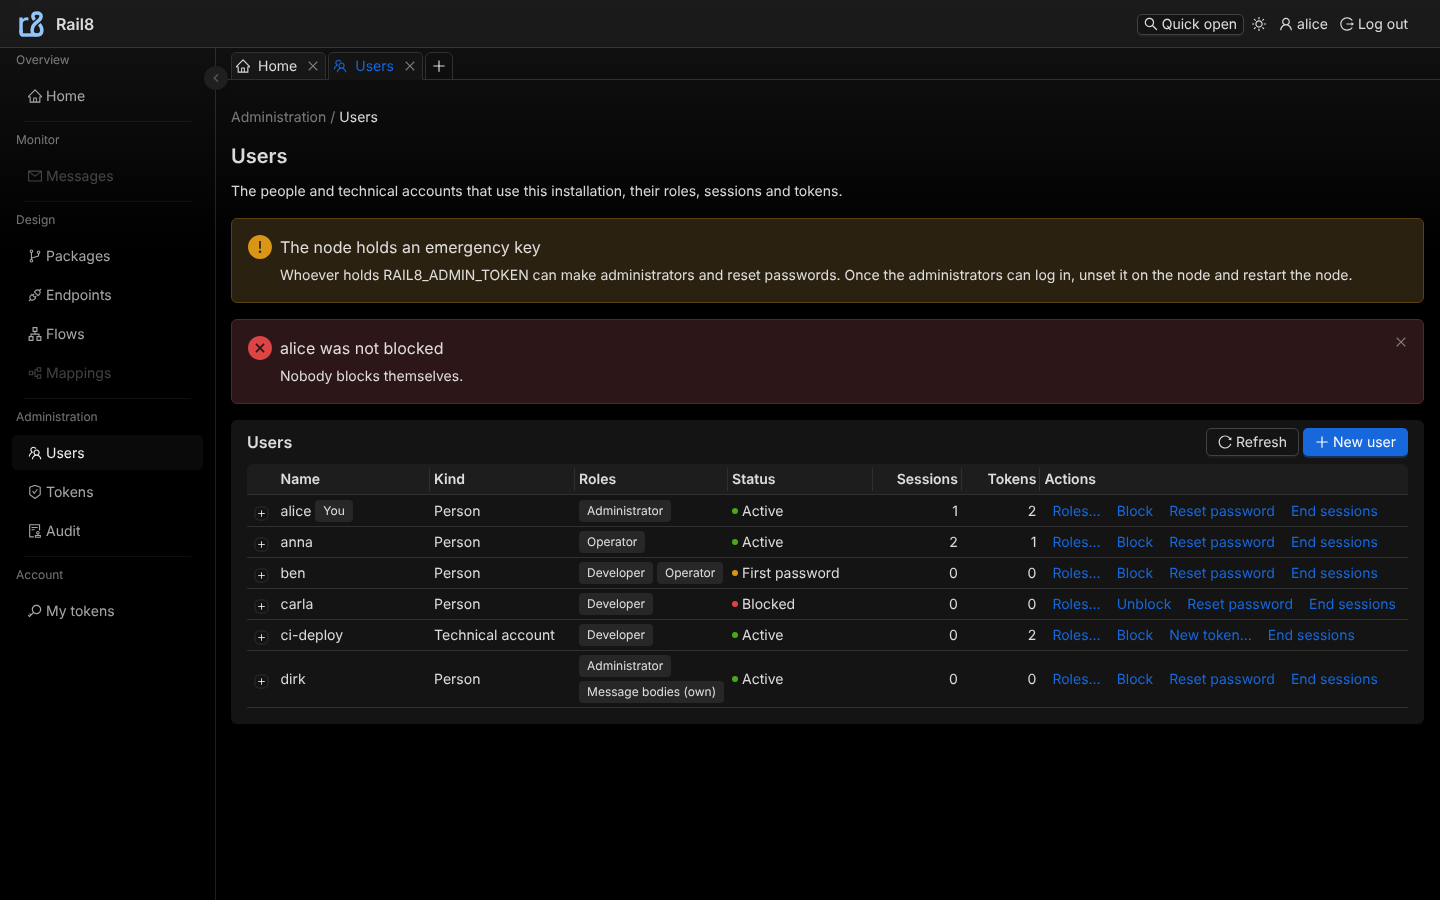 r8 Rail8
Quick open alice Log out
Overview
Home
Monitor
Messages
Design
Packages
Endpoints
Flows
Mappings
Administration
Users
Tokens
Audit
Account
My tokens
Home Users
Administration / Users
Users
The people and technical accounts that use this installation, their roles, sessions and tokens.
The node holds an emergency key
Whoever holds RAIL8_ADMIN_TOKEN can make administrators and reset passwords. Once the administrators can log in, unset it on the node and restart the node.
alice was not blocked
Nobody blocks themselves.
Users Refresh New user
Name Kind Roles Status Sessions Tokens Actions
alice You Person Administrator Active 1 2 Roles... Block Reset password End sessions
anna Person Operator Active 2 1 Roles... Block Reset password End sessions
ben Person Developer Operator First password 0 0 Roles... Block Reset password End sessions
carla Person Developer Blocked 0 0 Roles... Unblock Reset password End sessions
ci-deploy Technical account Developer Active 0 2 Roles... Block New token... End sessions
dirk Person Administrator Message bodies (own) Active 0 0 Roles... Block Reset password End sessions